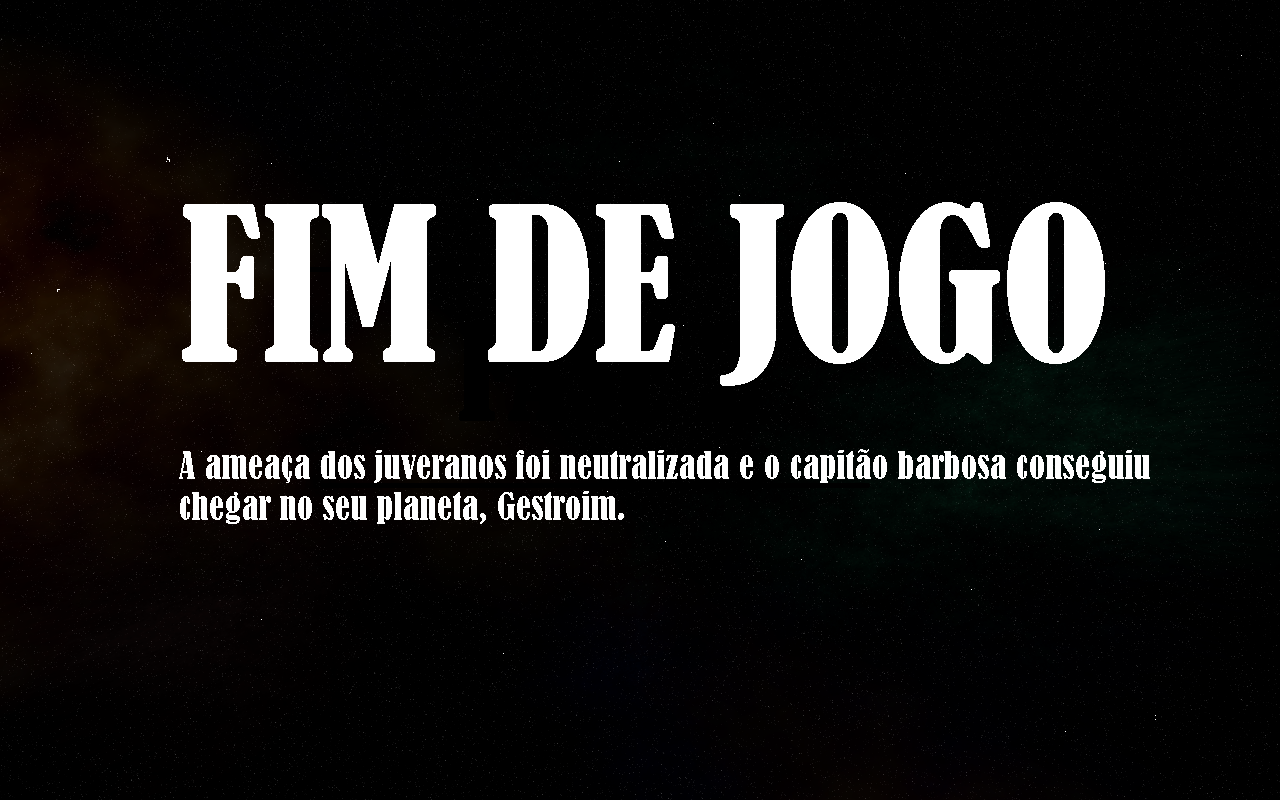 FIM DE JOGO
A ameaça dos juveranos foi neutralizada e o capitão barbosa conseguiu
chegar no seu planeta, Gestroim.